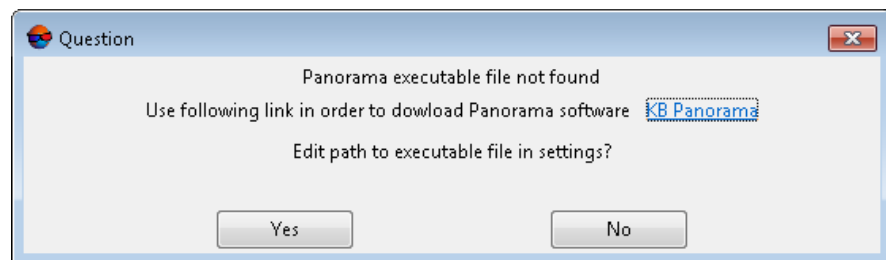 Question
Panorama executable file not found
Use following link in order to dowload Panorama software KB Panorama
Edit path to executable file in settings?
Yes No